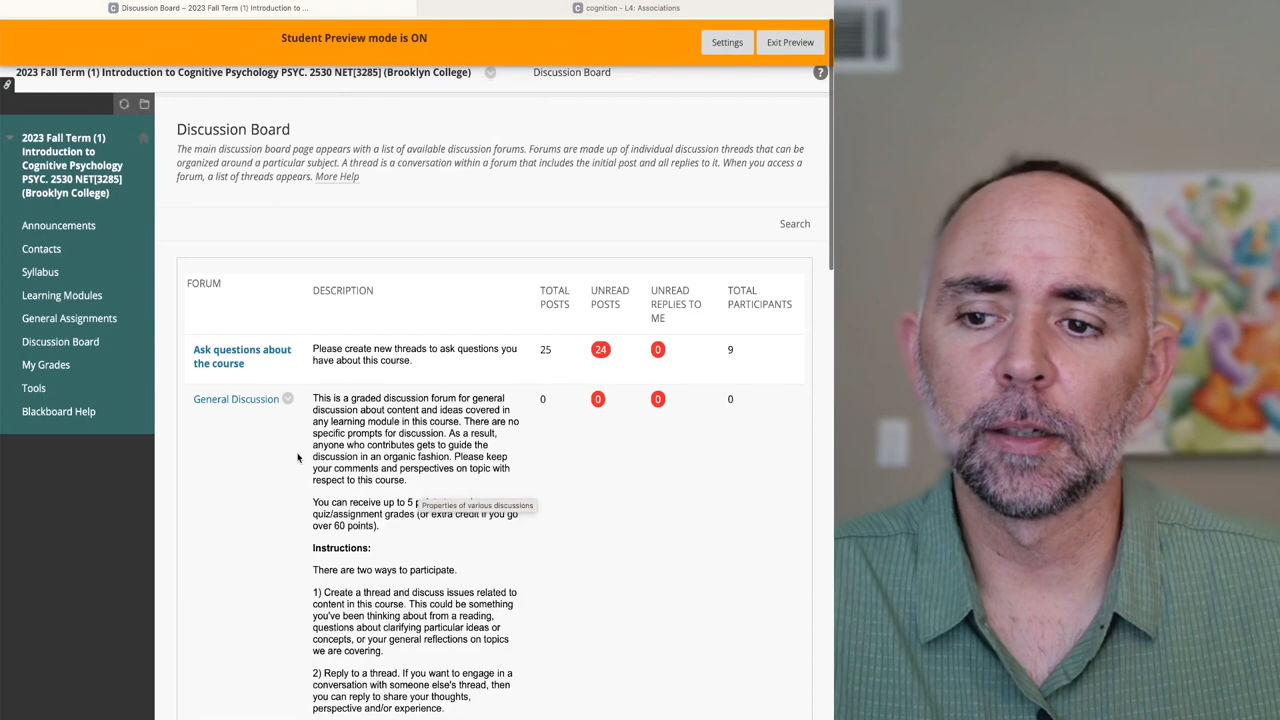 Discussion Board – 2023 Fall Term (1) Introduction to ...
cognition - L4: Associations
Student Preview mode is ON
Settings
Exit Preview
2023 Fall Term (1) Introduction to Cognitive Psychology PSYC. 2530 NET[3285] (Brooklyn College)
Discussion Board
?
2023 Fall Term (1)
Introduction to
Cognitive Psychology
PSYC. 2530 NET[3285]
(Brooklyn College)
Announcements
Contacts
Syllabus
Learning Modules
General Assignments
Discussion Board
My Grades
Tools
Blackboard Help
Discussion Board
The main discussion board page appears with a list of available discussion forums. Forums are made up of individual discussion threads that can be
organized around a particular subject. A thread is a conversation within a forum that includes the initial post and all replies to it. When you access a
forum, a list of threads appears. More Help
Search
FORUM
DESCRIPTION
TOTAL
POSTS
UNREAD
POSTS
UNREAD
REPLIES TO
ME
TOTAL
PARTICIPANTS
Ask questions about
the course
Please create new threads to ask questions you
have about this course.
25
24
0
9
General Discussion
This is a graded discussion forum for general
discussion about content and ideas covered in
any learning module in this course. There are no
specific prompts for discussion. As a result,
anyone who contributes gets to guide the
discussion in an organic fashion. Please keep
your comments and perspectives on topic with
respect to this course.
0
0
0
0
You can receive up to 5
Properties of various discussions
quiz/assignment grades (or extra credit if you go
over 60 points).
Instructions:
There are two ways to participate.
1) Create a thread and discuss issues related to
content in this course. This could be something
you've been thinking about from a reading,
questions about clarifying particular ideas or
concepts, or your general reflections on topics
we are covering.
2) Reply to a thread. If you want to engage in a
conversation with someone else's thread, then
you can reply to share your thoughts,
perspective and/or experience.